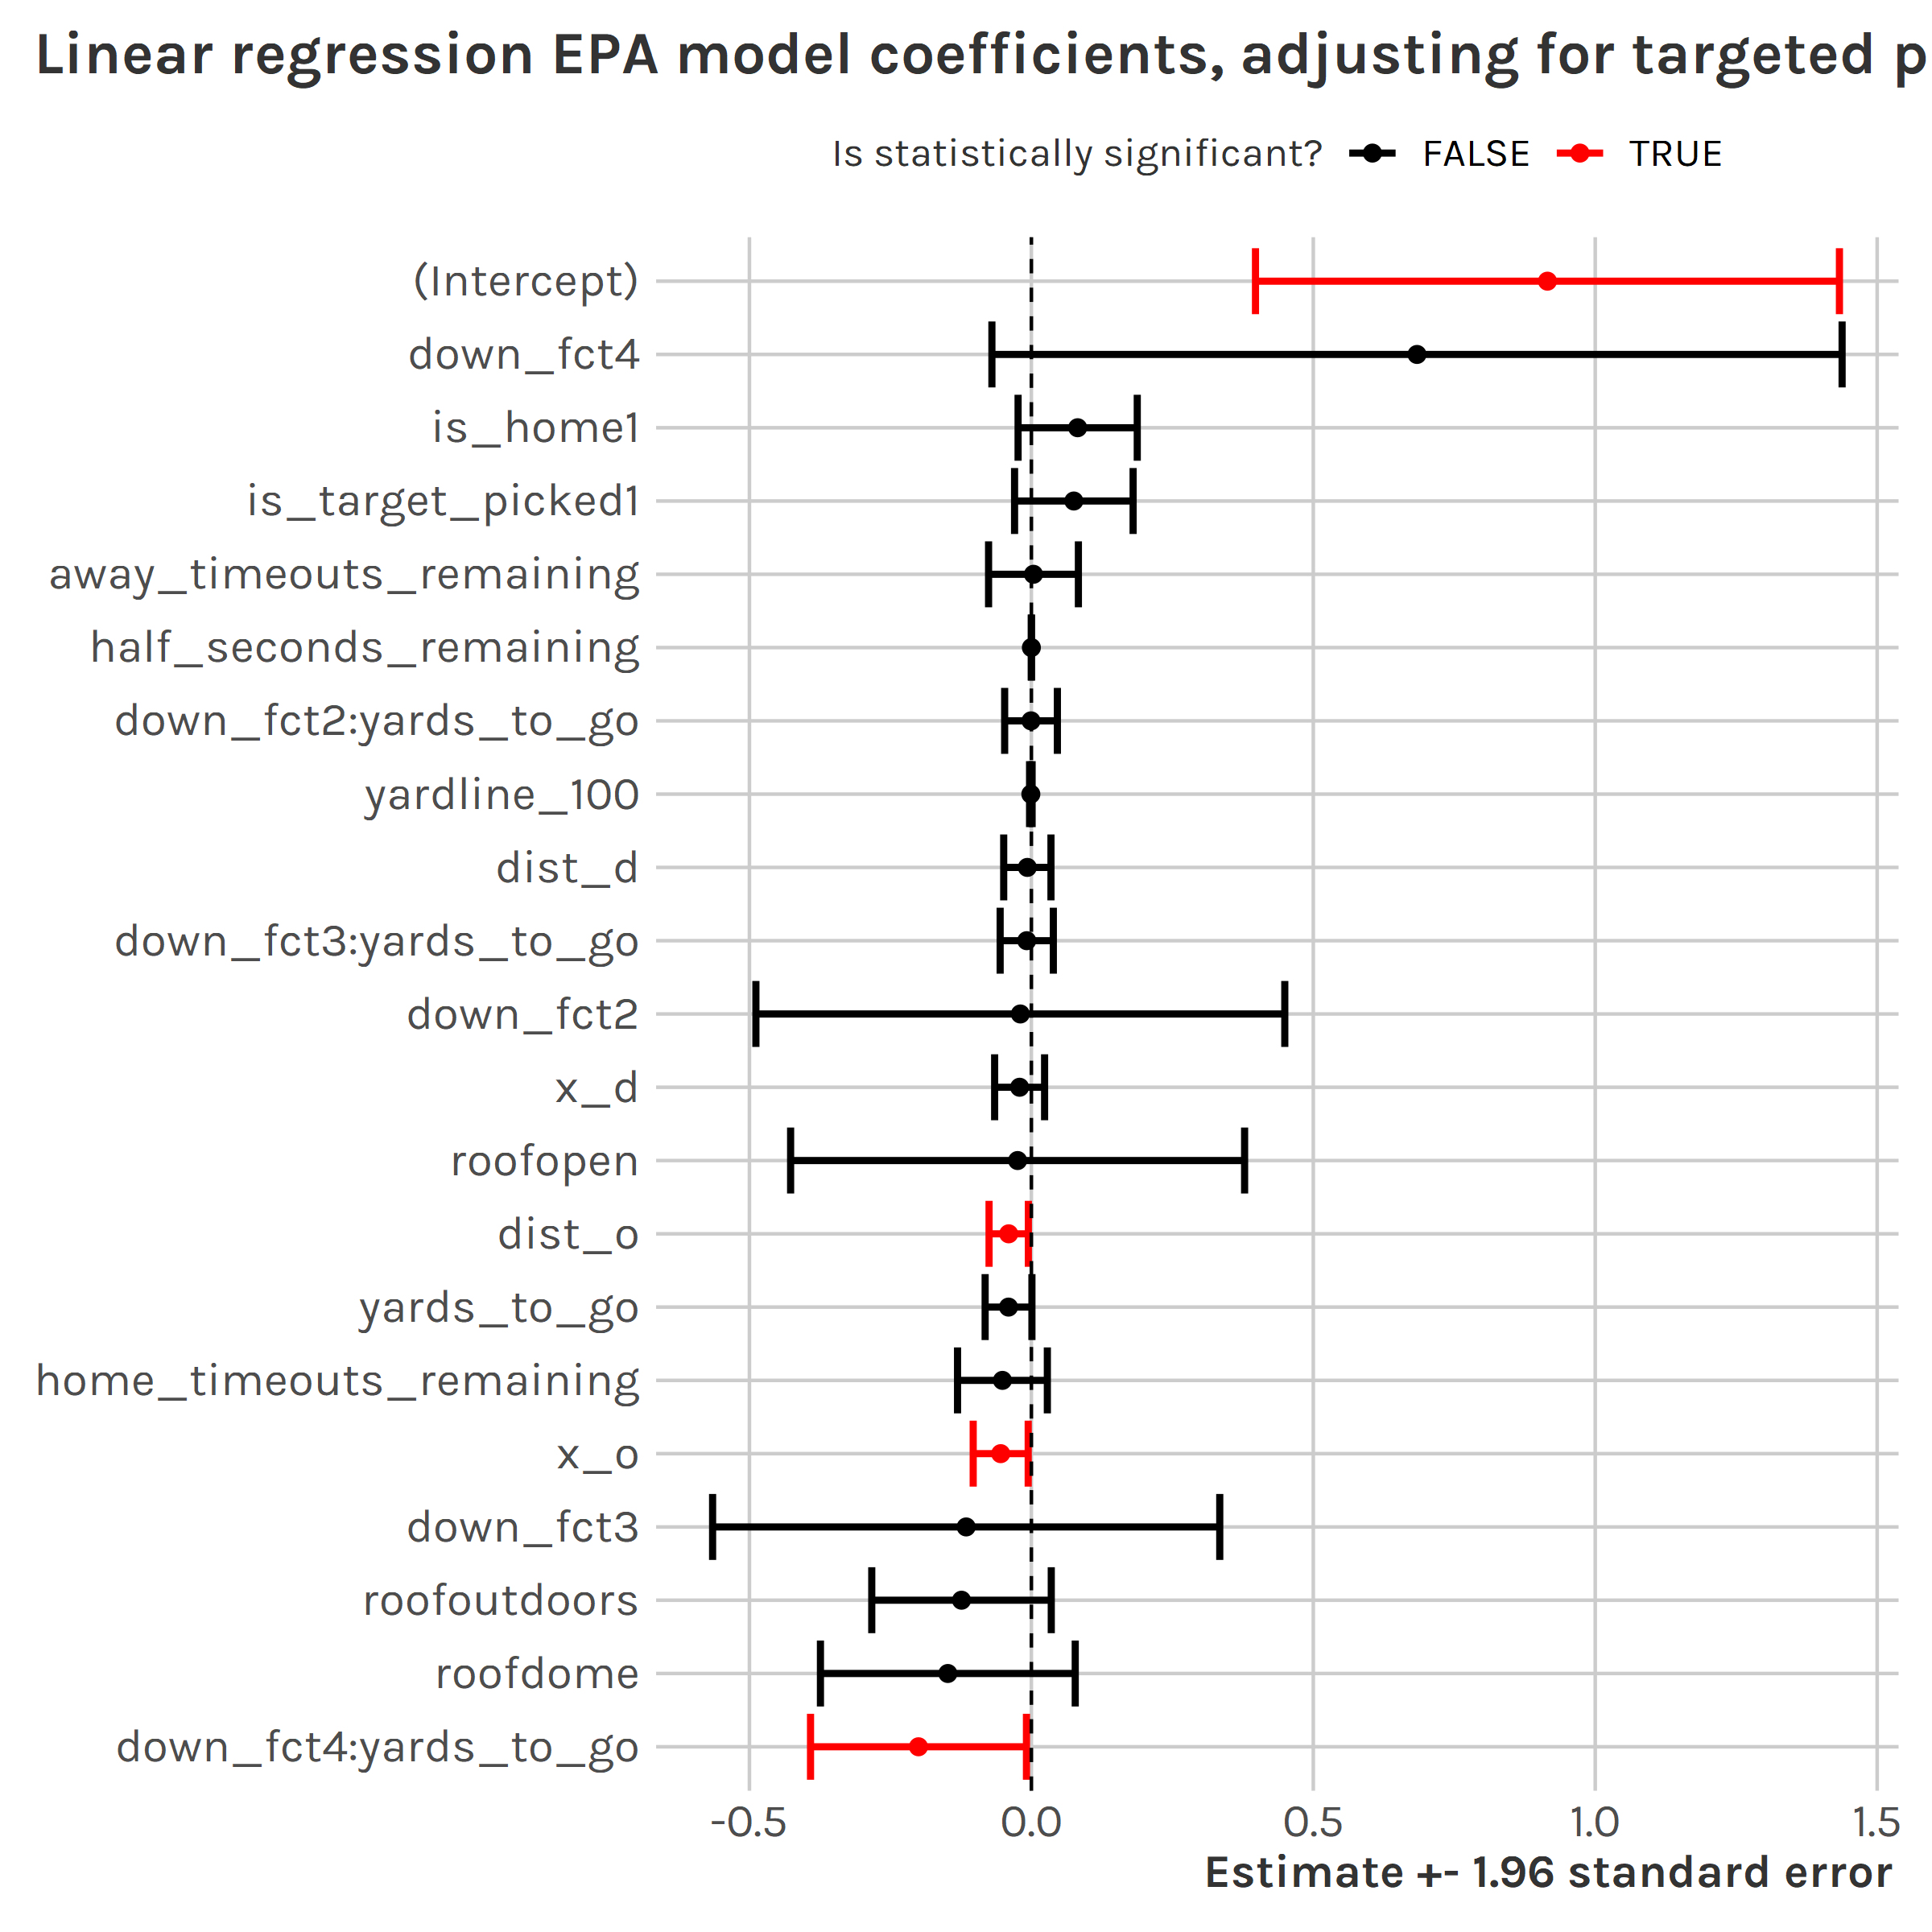 Linear regression EPA model coefficients, adjusting for targeted p
Is statistically significant? FALSE TRUE
(Intercept)
down_fct4
is_home1
is_target_picked1
away_timeouts_remaining
half_seconds_remaining
down_fct2:yards_to_go
yardline_100
dist_d
down_fct3:yards_to_go
down_fct2
x_d
roofopen
dist_o
yards_to_go
home_timeouts_remaining
x_o
down_fct3
roofoutdoors
roofdome
down_fct4:yards_to_go
-0.5 0.0 0.5 1.0 1.5
Estimate +- 1.96 standard error